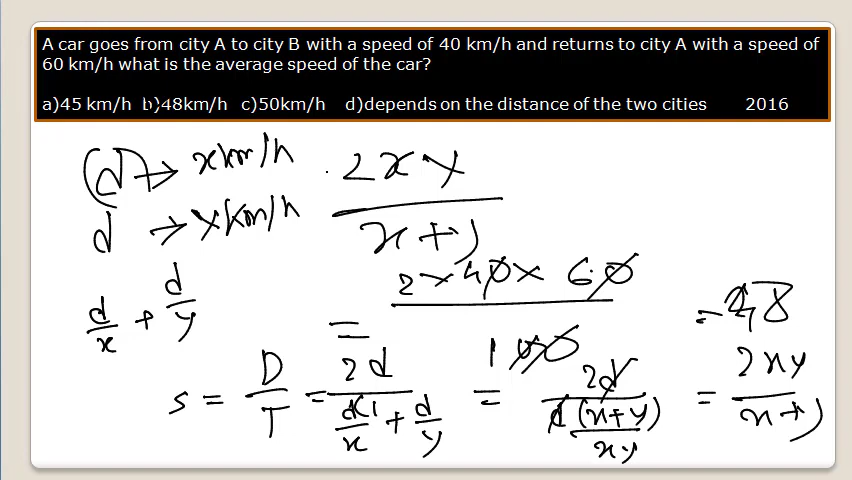 A car goes from city A to city B with a speed of 40 km/h and returns to city A with a speed of
60 km/h what is the average speed of the car?
a)45 km/h b)48km/h c)50km/h d)depends on the distance of the two cities 2016
(d) → x km/h
d → y km/h
2xy / x+y
d/x + d/y
= 2×40×60 / 100 = 48
s = D/T = 2d / d/x + d/y = 2d / d(x+y)/xy = 2xy / x+y